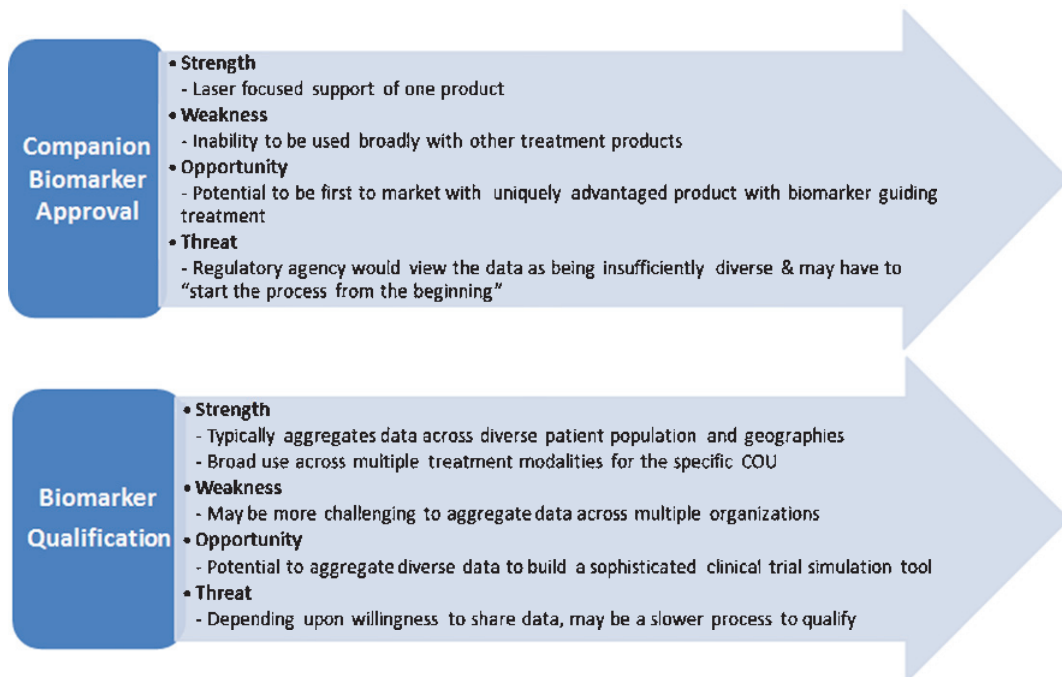 Companion
Biomarker
Approval
• Strength
- Laser focused support of one product
• Weakness
- Inability to be used broadly with other treatment products
• Opportunity
- Potential to be first to market with uniquely advantaged product with biomarker guiding
treatment
• Threat
- Regulatory agency would view the data as being insufficiently diverse & may have to
“start the process from the beginning”
Biomarker
Qualification
• Strength
- Typically aggregates data across diverse patient population and geographies
- Broad use across multiple treatment modalities for the specific COU
• Weakness
- May be more challenging to aggregate data across multiple organizations
• Opportunity
- Potential to aggregate diverse data to build a sophisticated clinical trial simulation tool
• Threat
- Depending upon willingness to share data, may be a slower process to qualify